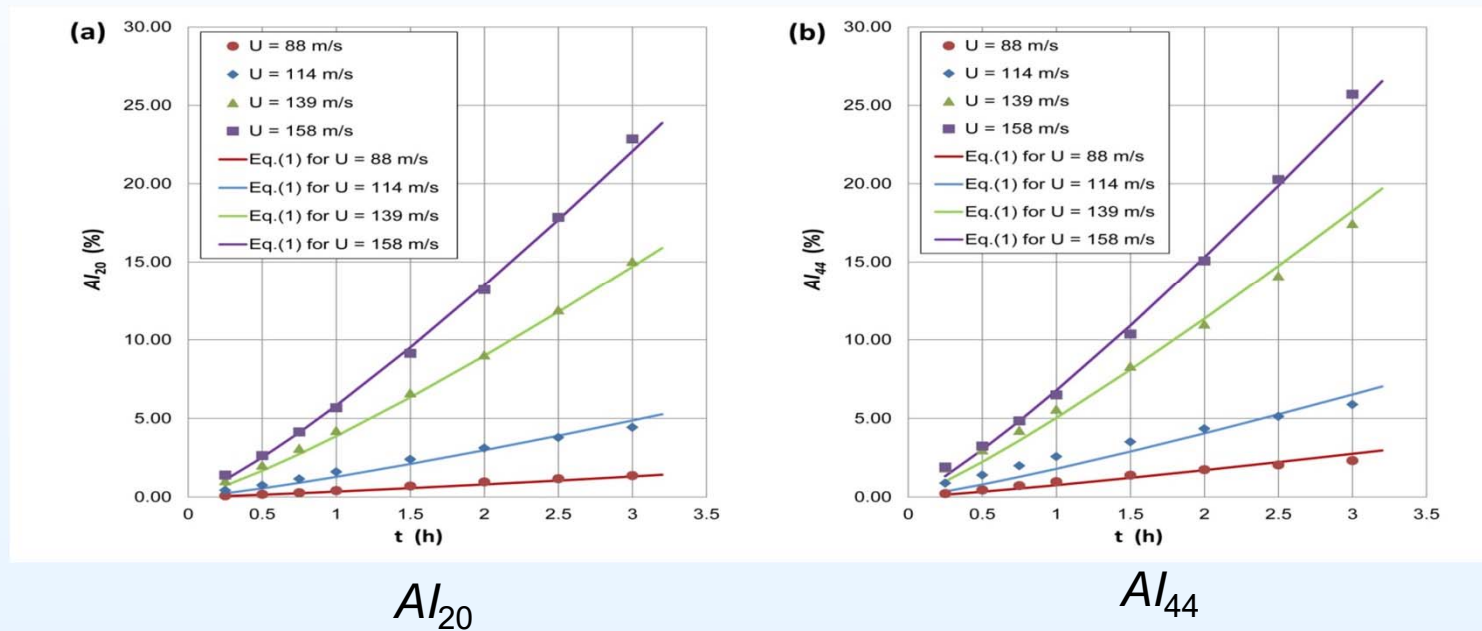 (a)
30.00
25.00
20.00
15.00
10.00
5.00
0.00
AI20 (%)
U = 88 m/s
U = 114 m/s
U = 139 m/s
U = 158 m/s
Eq.(1) for U = 88 m/s
Eq.(1) for U = 114 m/s
Eq.(1) for U = 139 m/s
Eq.(1) for U = 158 m/s
0 0.5 1 1.5 2 2.5 3 3.5
t (h)
AI20
(b)
30.00
25.00
20.00
15.00
10.00
5.00
0.00
AI44 (%)
U = 88 m/s
U = 114 m/s
U = 139 m/s
U = 158 m/s
Eq.(1) for U = 88 m/s
Eq.(1) for U = 114 m/s
Eq.(1) for U = 139 m/s
Eq.(1) for U = 158 m/s
0 0.5 1 1.5 2 2.5 3 3.5
t (h)
AI44